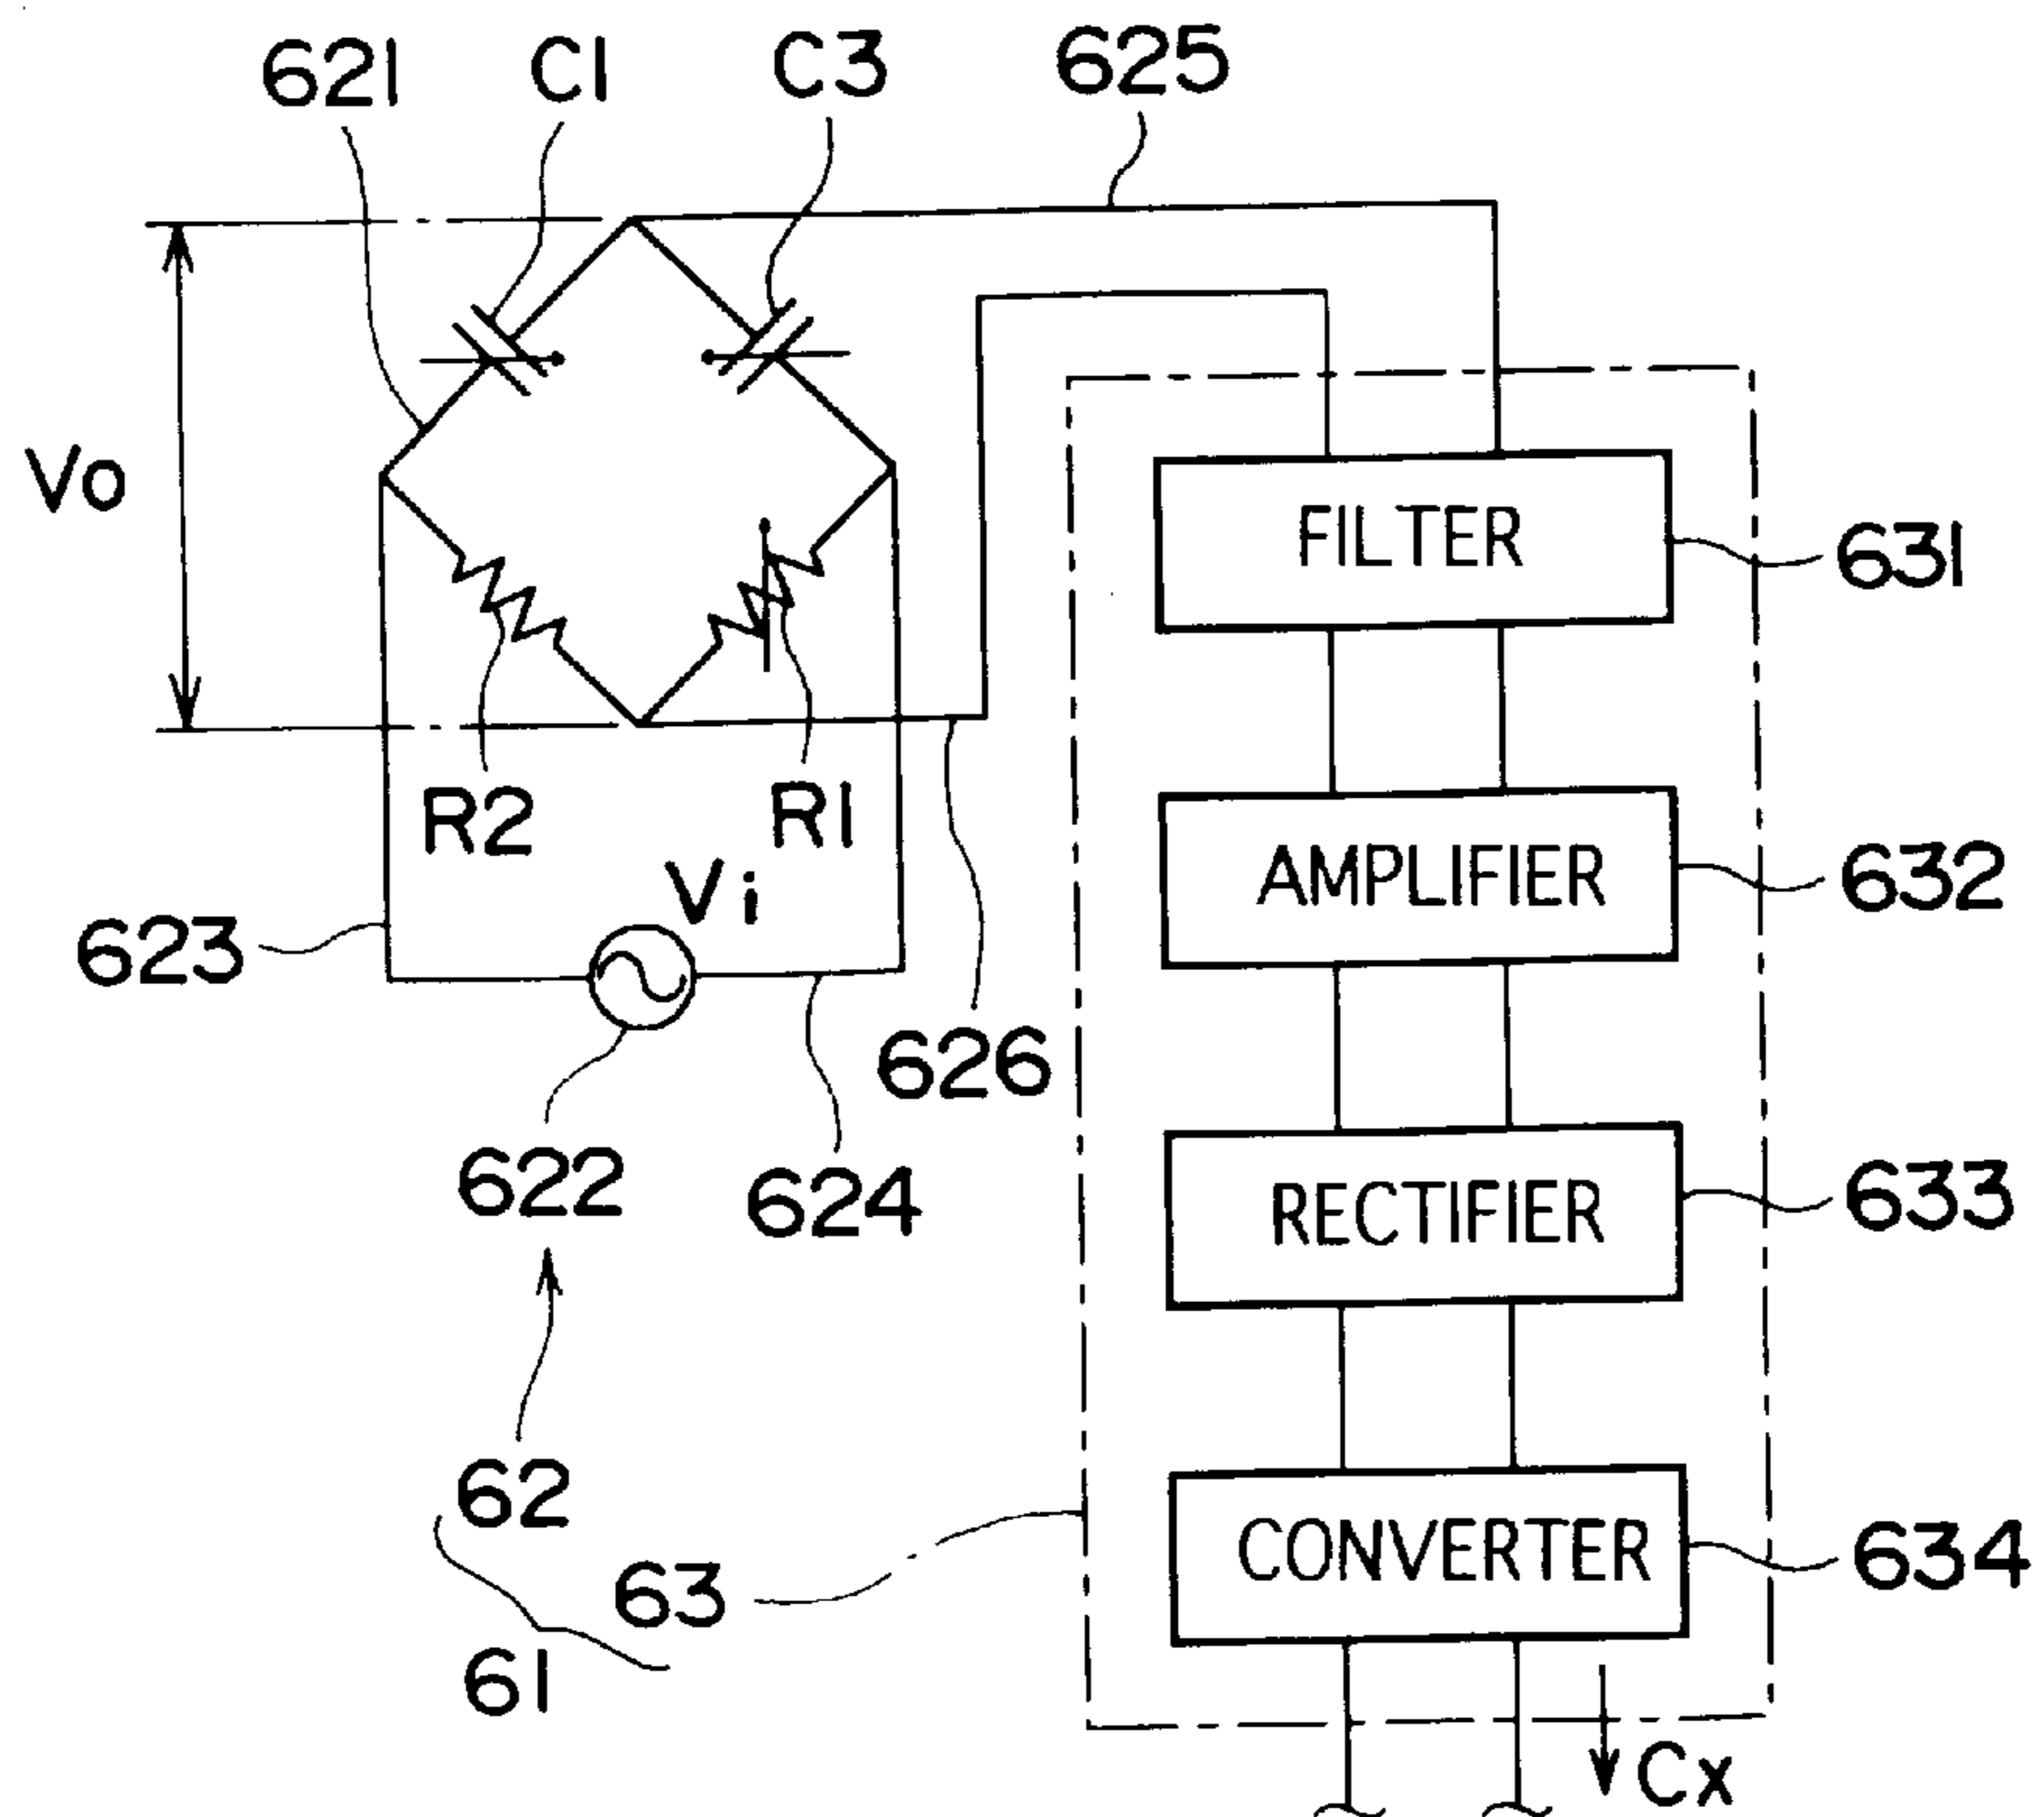 621
C1
C3
625
Vo
FILTER
631
R2
R1
Vi
AMPLIFIER
632
623
626
622
624
RECTIFIER
633
62
63
61
CONVERTER
634
Cx